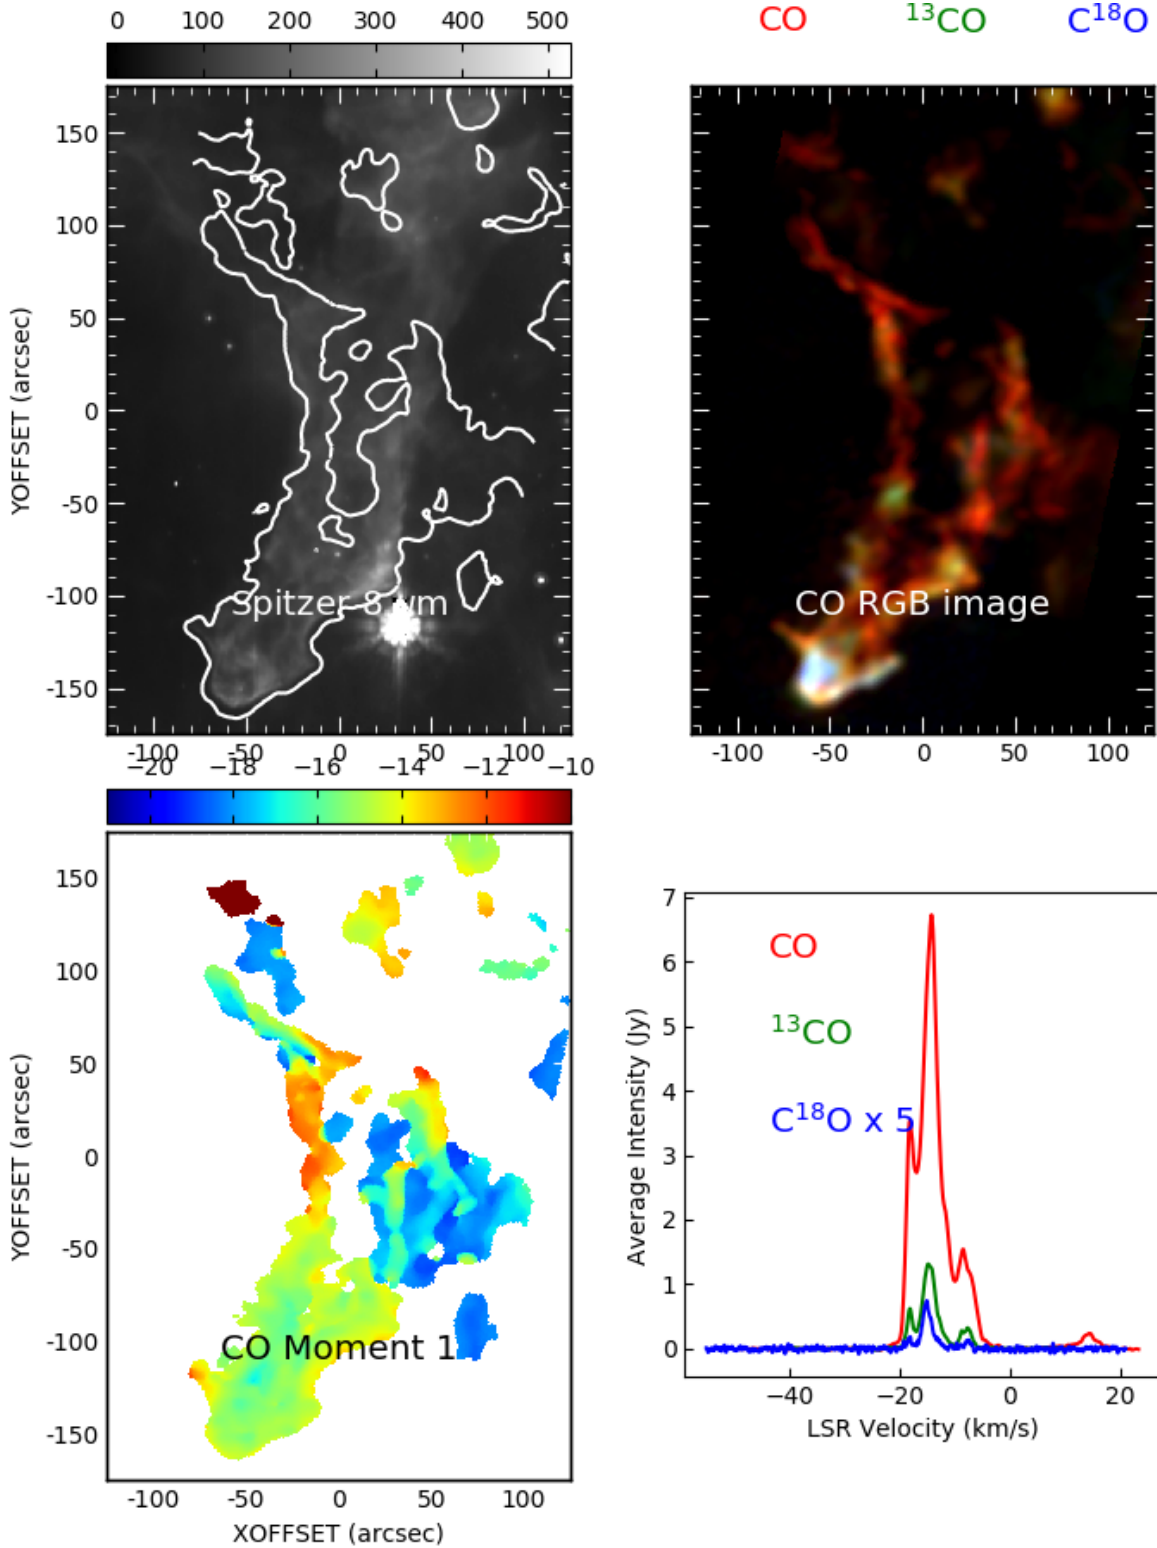 0 100 200 300 400 500
CO ¹³CO C¹⁸O
150
100
50
0
-50
-100
-150
YOFFSET (arcsec)
Spitzer 8 um
-100 -50 0 50 100
CO RGB image
-100 -50 0 50 100
−20 −18 −16 −14 −12 −10
150
100
50
0
-50
-100
-150
YOFFSET (arcsec)
CO Moment 1
-100 -50 0 50 100
XOFFSET (arcsec)
7
6
5
4
3
2
1
0
Average Intensity (Jy)
CO
¹³CO
C¹⁸O x 5
−40 −20 0 20
LSR Velocity (km/s)